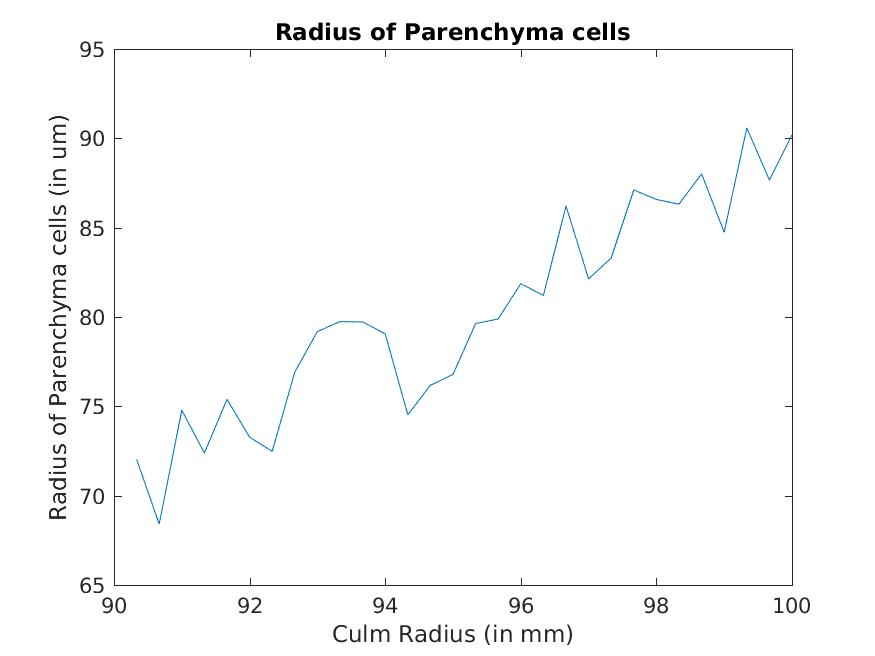 Radius of Parenchyma cells
95
90
85
80
75
70
65
Radius of Parenchyma cells (in um)
90 92 94 96 98 100
Culm Radius (in mm)